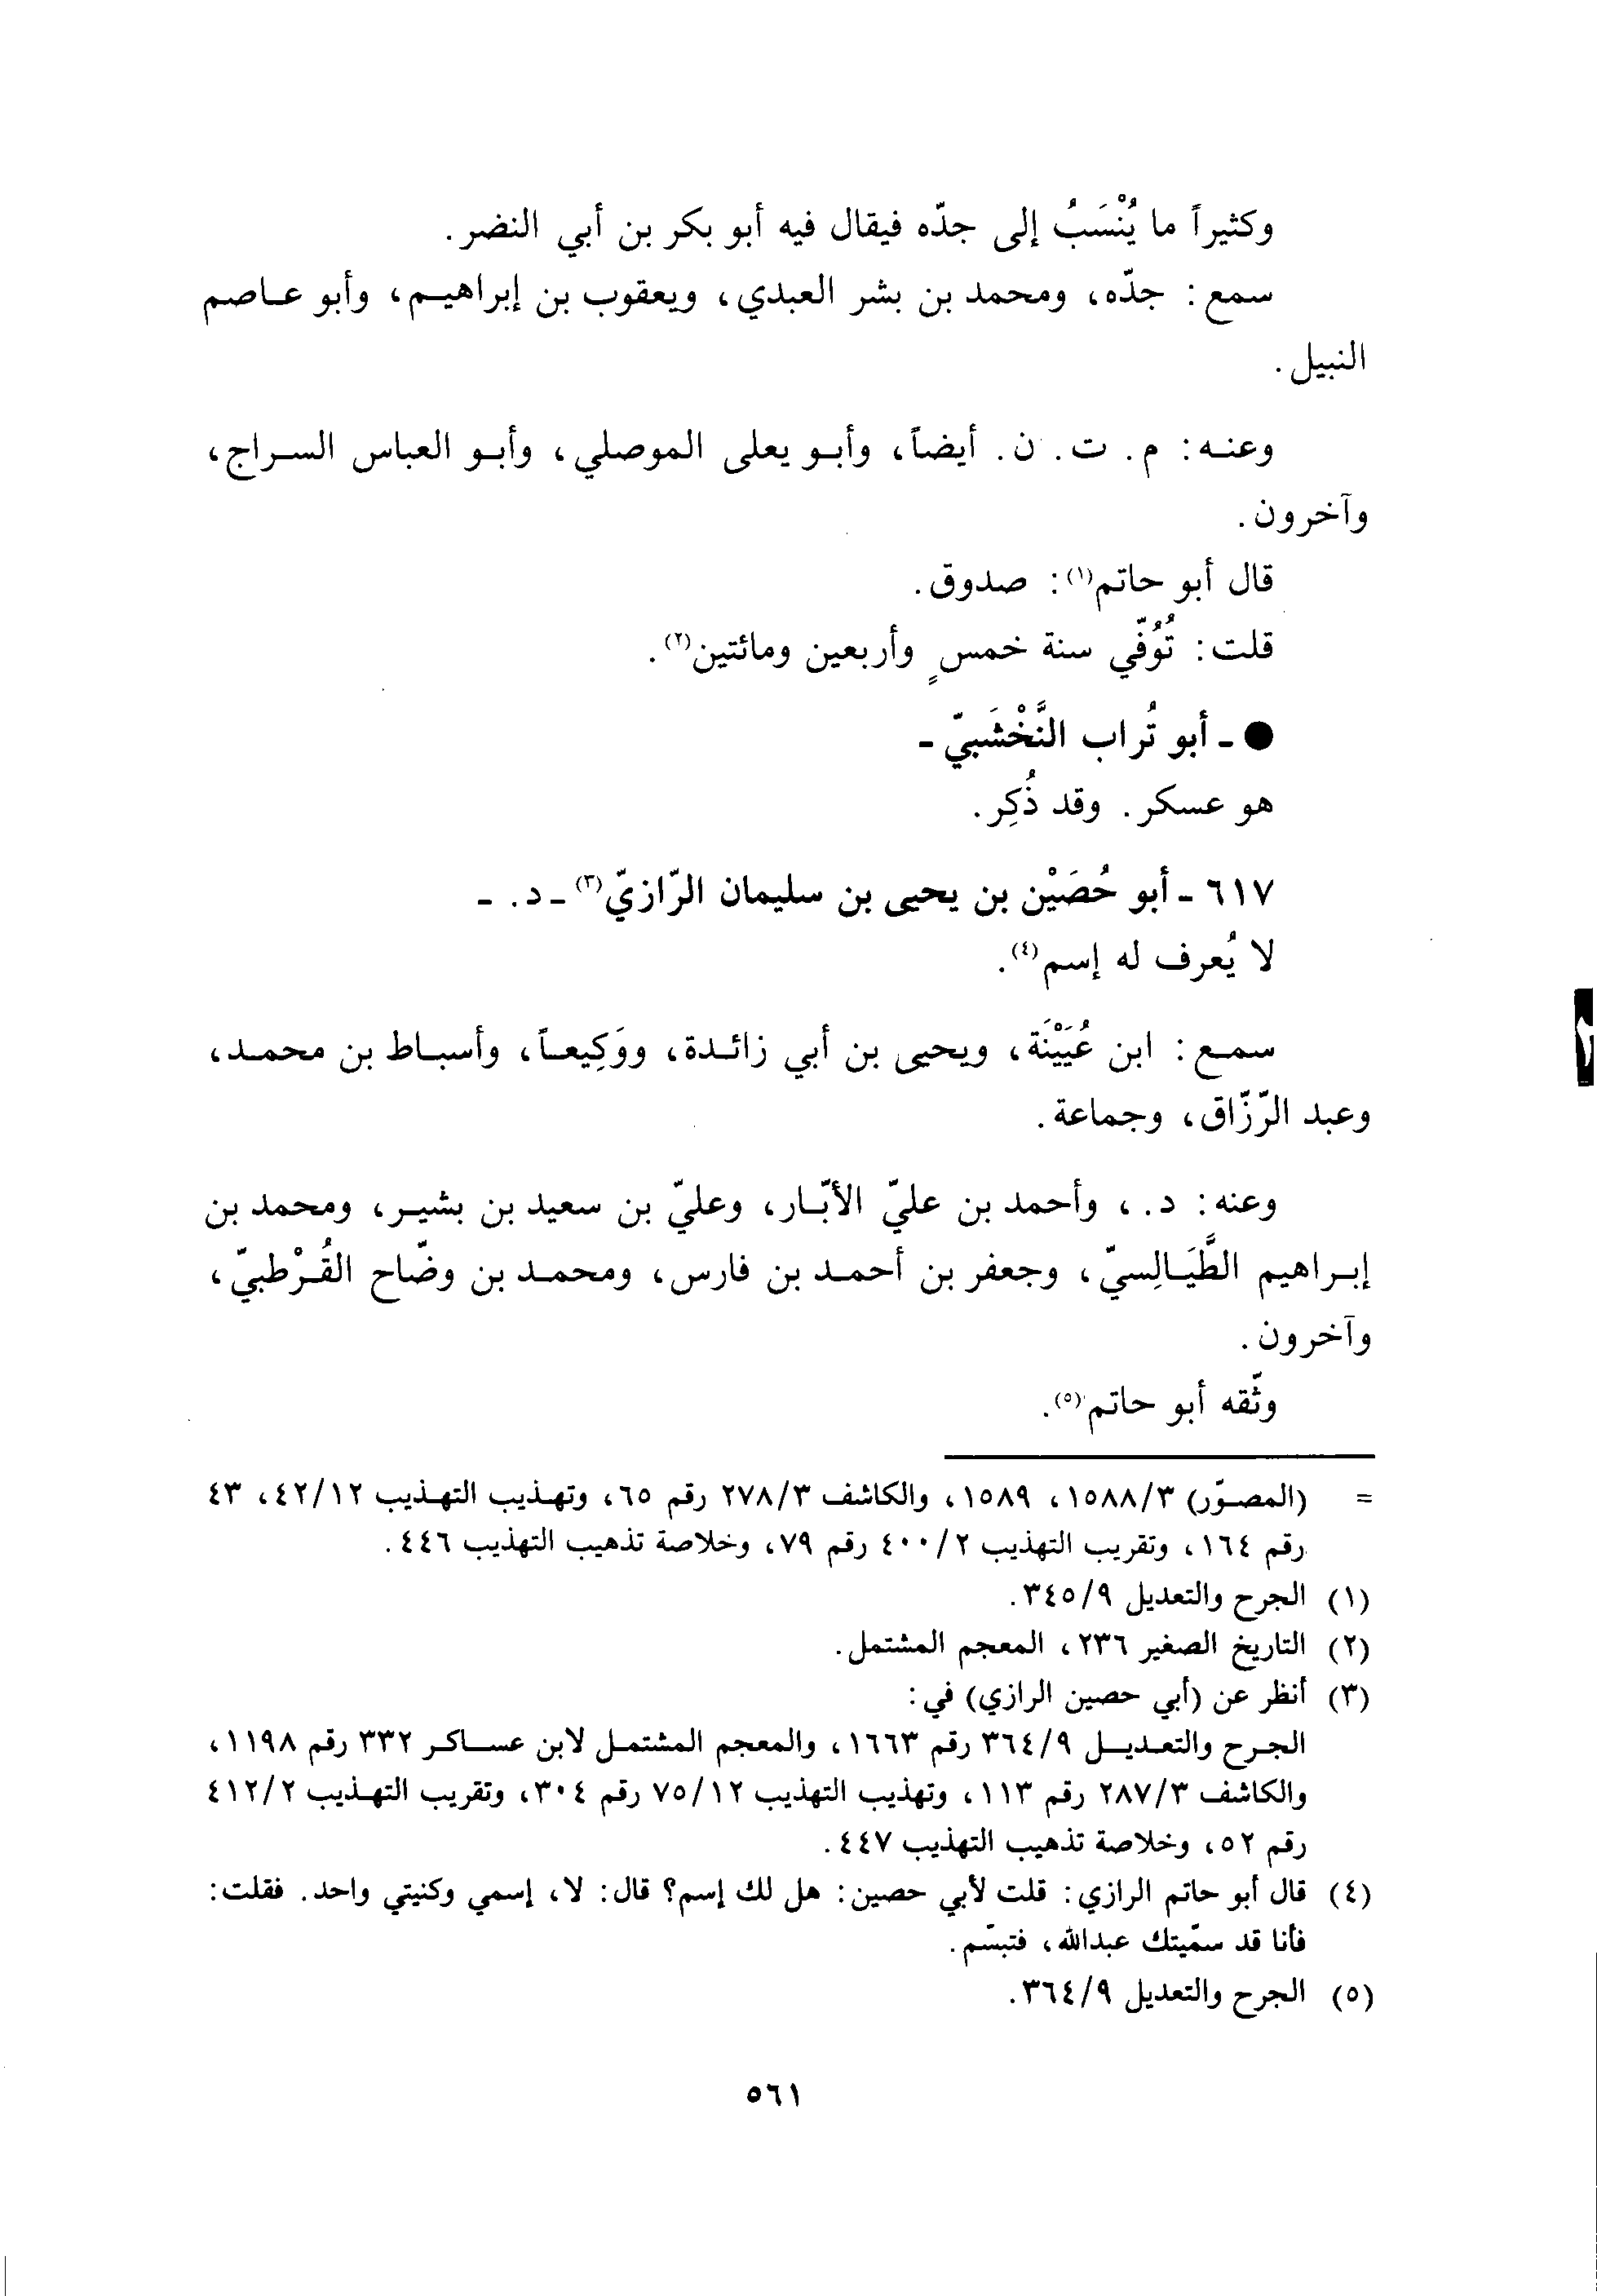 وكثيراً ما يُنْسَبُ إلى جدّه فيقال فيه أبو بكر بن أبي النضر.
سمع: جدّه، ومحمد بن بشر العبدي، ويعقوب بن إبراهيم، وأبو عاصم
النبيل.
وعنه: م. ت. ن. أيضاً، وأبو يعلى الموصلي، وأبو العباس السراج،
وآخرون.
قال أبو حاتم(١): صدوق.
قلت: تُوُفّي سنة خمسٍ وأربعين ومائتين(٢).
● ـ أبو تُراب النَّخْشَبيّ ـ
هو عسكر. وقد ذُكِر.
٦١٧ ـ أبو حُصَيْن بن يحيى بن سليمان الرّازيّ(٣) ـ د. ـ
لا يُعرف له إسم(٤).
سمع: ابن عُيَيْنَة، ويحيى بن أبي زائدة، ووَكِيعاً، وأسباط بن محمد،
وعبد الرّزّاق، وجماعة.
وعنه: د.، وأحمد بن عليّ الأبّار، وعليّ بن سعيد بن بشير، ومحمد بن
إبراهيم الطَّيَالِسيّ، وجعفر بن أحمد بن فارس، ومحمد بن وضّاح القُرْطبيّ،
وآخرون.
وثّقه أبو حاتم(٥).
= (المصوّر) ١٥٨٨/٣، ١٥٨٩، والكاشف ٢٧٨/٣ رقم ٦٥، وتهذيب التهذيب ٤٢/١٢، ٤٣
رقم ١٦٤، وتقريب التهذيب ٤٠٠/٢ رقم ٧٩، وخلاصة تذهيب التهذيب ٤٤٦.
(١) الجرح والتعديل ٣٤٥/٩.
(٢) التاريخ الصغير ٢٣٦، المعجم المشتمل.
(٣) أنظر عن (أبي حصين الرازي) في:
الجرح والتعديل ٣٦٤/٩ رقم ١٦٦٣، والمعجم المشتمل لابن عساكر ٣٣٢ رقم ١١٩٨،
والكاشف ٢٨٧/٣ رقم ١١٣، وتهذيب التهذيب ٧٥/١٢ رقم ٣٠٤، وتقريب التهذيب ٤١٢/٢
رقم ٥٢، وخلاصة تذهيب التهذيب ٤٤٧.
(٤) قال أبو حاتم الرازي: قلت لأبي حصين: هل لك إسم؟ قال: لا، إسمي وكنيتي واحد. فقلت:
فأنا قد سمّيتك عبدالله، فتبسّم.
(٥) الجرح والتعديل ٣٦٤/٩.
٥٦١